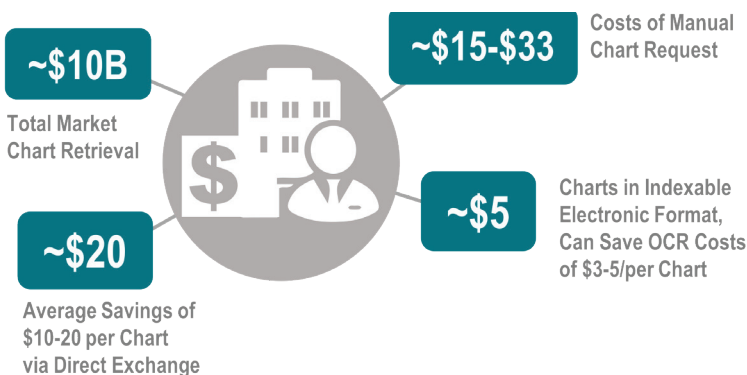 ~$10B
Total Market
Chart Retrieval
~$15-$33
Costs of Manual
Chart Request
$
~$20
Average Savings of
$10-20 per Chart
via Direct Exchange
~$5
Charts in Indexable
Electronic Format,
Can Save OCR Costs
of $3-5/per Chart